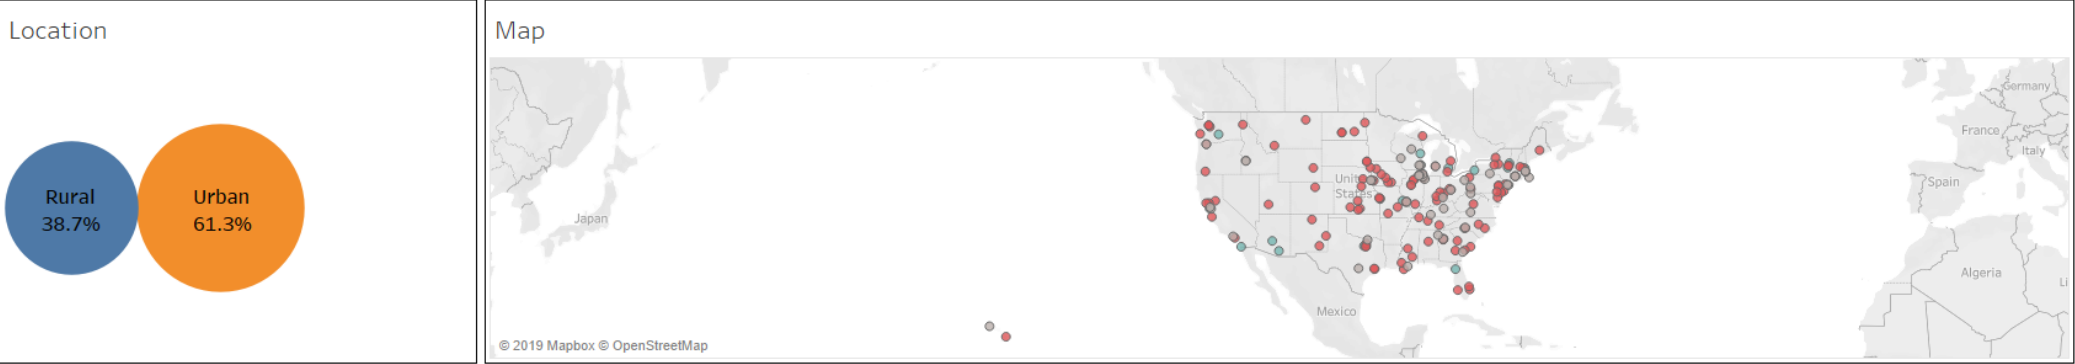 Location
Rural
38.7%
Urban
61.3%
Map
Japan
United
States
Mexico
Germany
France
Italy
Spain
Algeria
Li
© 2019 Mapbox © OpenStreetMap